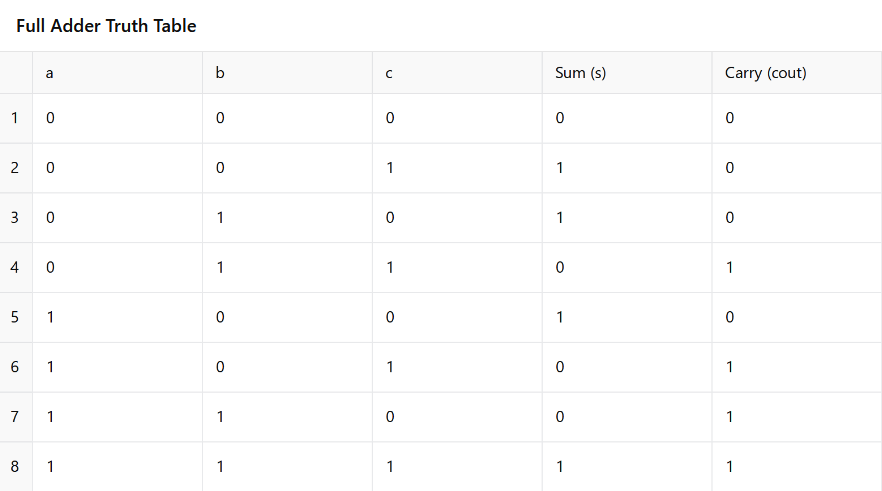 Full Adder Truth Table
a b c Sum (s) Carry (cout)
1 0 0 0 0 0
2 0 0 1 1 0
3 0 1 0 1 0
4 0 1 1 0 1
5 1 0 0 1 0
6 1 0 1 0 1
7 1 1 0 0 1
8 1 1 1 1 1